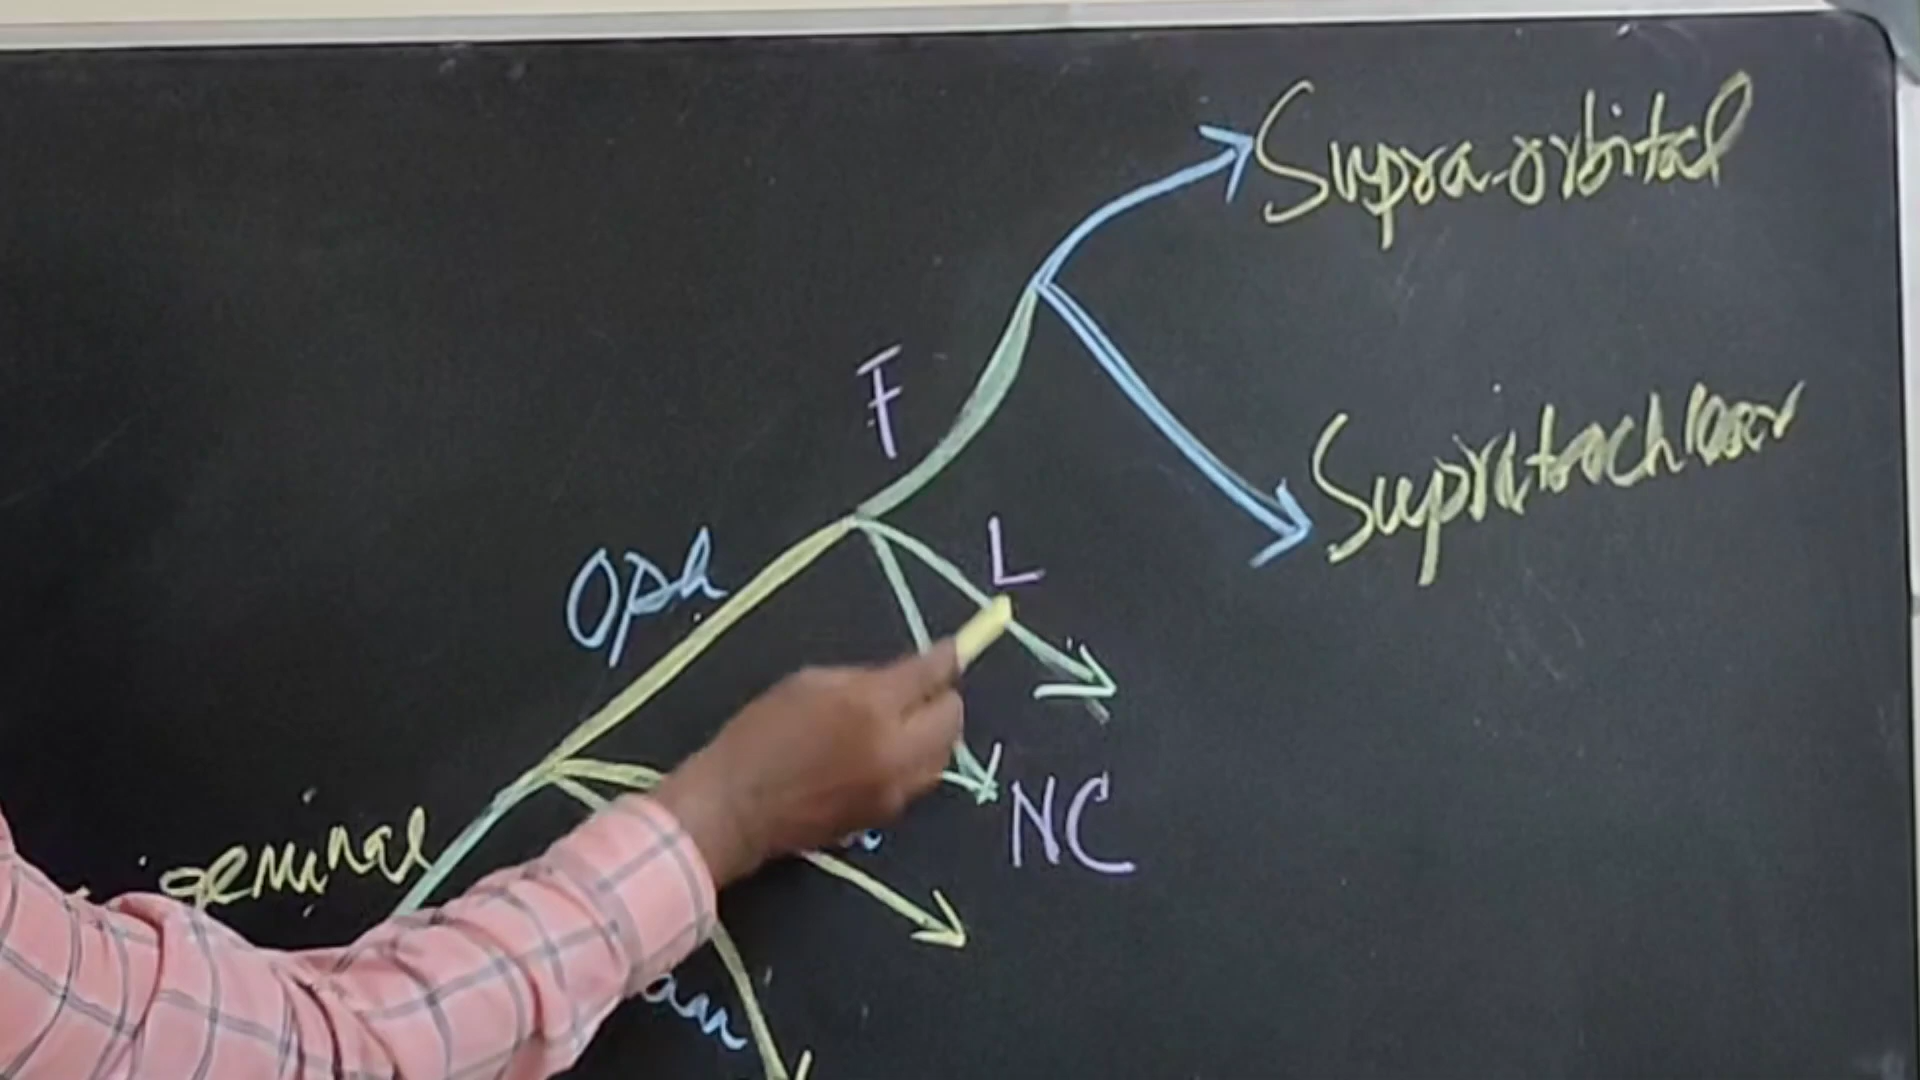 Supra-orbital
F
Supratrochlear
L
Oph
NC
geminal